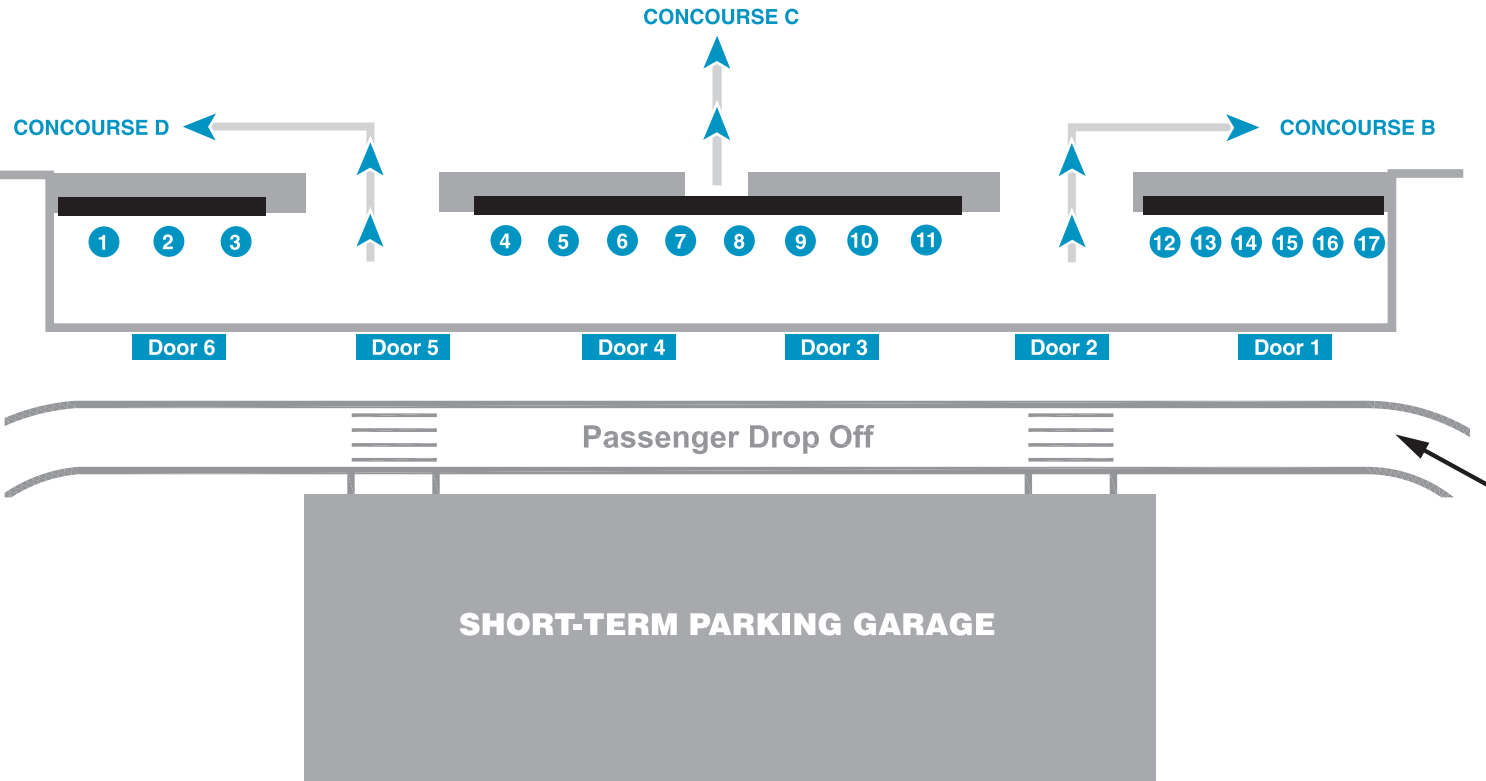 CONCOURSE C
CONCOURSE D
CONCOURSE B
1 2 3 4 5 6 7 8 9 10 11 12 13 14 15 16 17
Door 6 Door 5 Door 4 Door 3 Door 2 Door 1
Passenger Drop Off
SHORT-TERM PARKING GARAGE